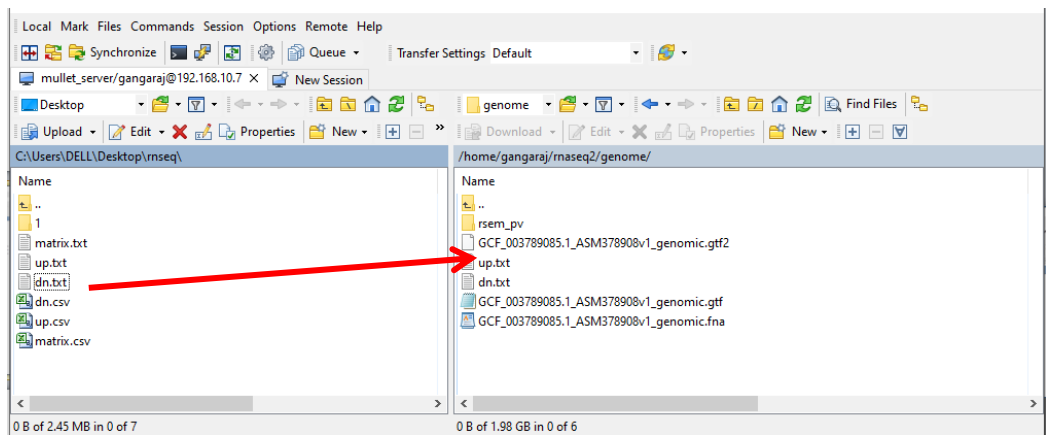 Local Mark Files Commands Session Options Remote Help
Synchronize Queue Transfer Settings Default
mullet_server/gangaraj@192.168.10.7 X New Session
Desktop genome Find Files
Upload Edit Properties New » Download Edit Properties New
C:\Users\DELL\Desktop\rnseq\ /home/gangaraj/rnaseq2/genome/
Name Name
.. ..
1 rsem_pv
matrix.txt GCF_003789085.1_ASM378908v1_genomic.gtf2
up.txt up.txt
dn.txt dn.txt
dn.csv GCF_003789085.1_ASM378908v1_genomic.gtf
up.csv GCF_003789085.1_ASM378908v1_genomic.fna
matrix.csv
0 B of 2.45 MB in 0 of 7 0 B of 1.98 GB in 0 of 6